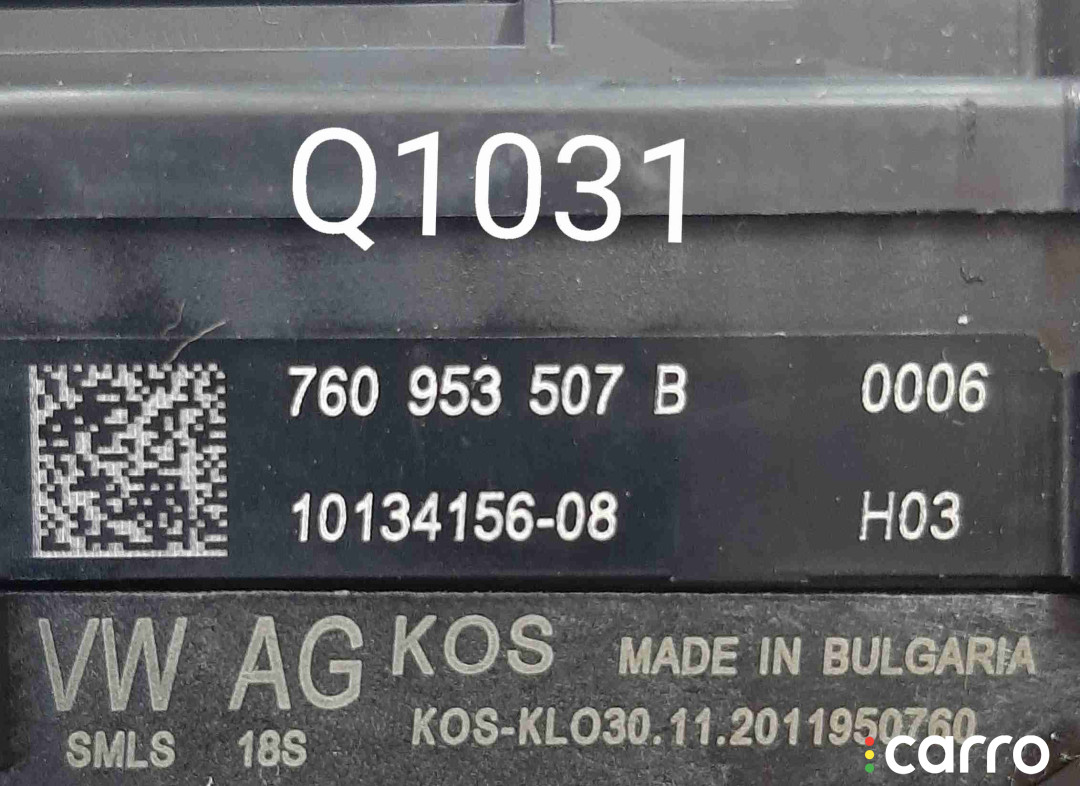 Q1031
760 953 507 B 0006
10134156-08 H03
VW AG KOS MADE IN BULGARIA
SMLS 18S KOS-KLO30.11.2011950760
carro